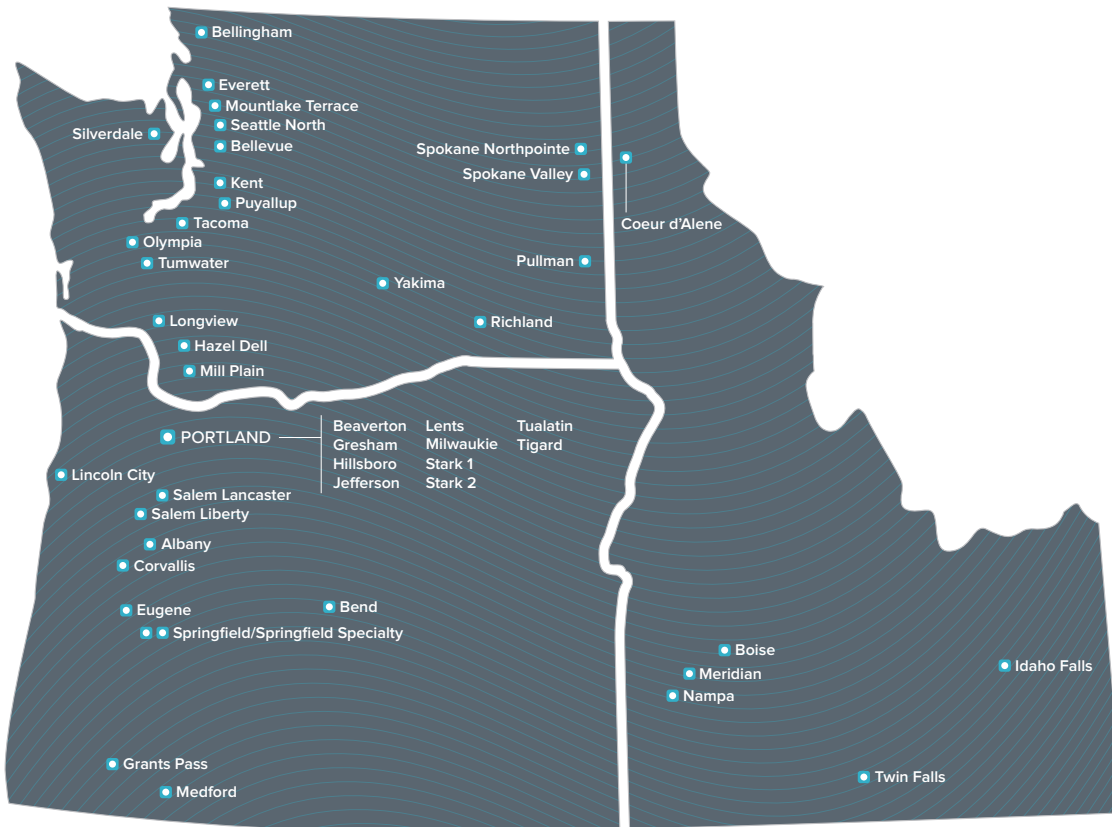 Bellingham
Everett
Mountlake Terrace
Seattle North
Silverdale
Bellevue
Spokane Northpointe
Spokane Valley
Kent
Puyallup
Tacoma
Coeur d'Alene
Olympia
Tumwater
Pullman
Yakima
Longview
Richland
Hazel Dell
Mill Plain
PORTLAND
Beaverton Lents Tualatin
Gresham Milwaukie Tigard
Hillsboro Stark 1
Jefferson Stark 2
Lincoln City
Salem Lancaster
Salem Liberty
Albany
Corvallis
Eugene
Bend
Springfield/Springfield Specialty
Boise
Meridian
Idaho Falls
Nampa
Grants Pass
Twin Falls
Medford